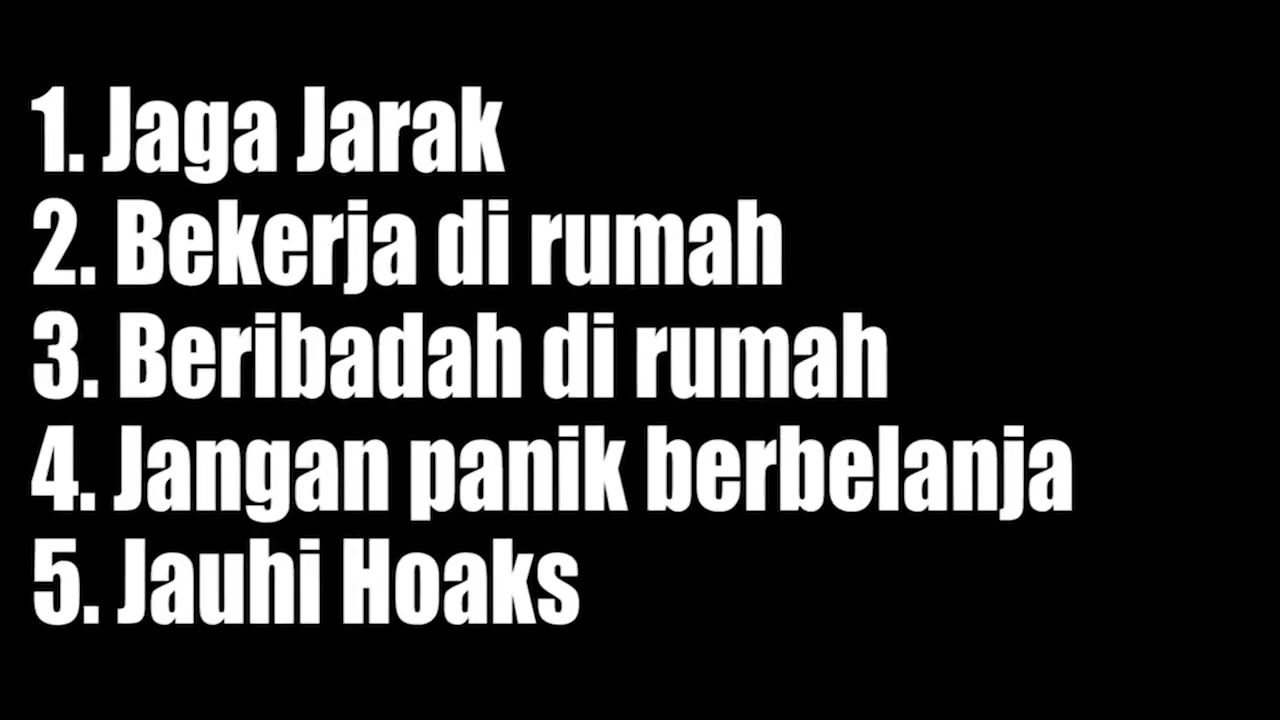 1. Jaga Jarak
2. Bekerja di rumah
3. Beribadah di rumah
4. Jangan panik berbelanja
5. Jauhi Hoaks